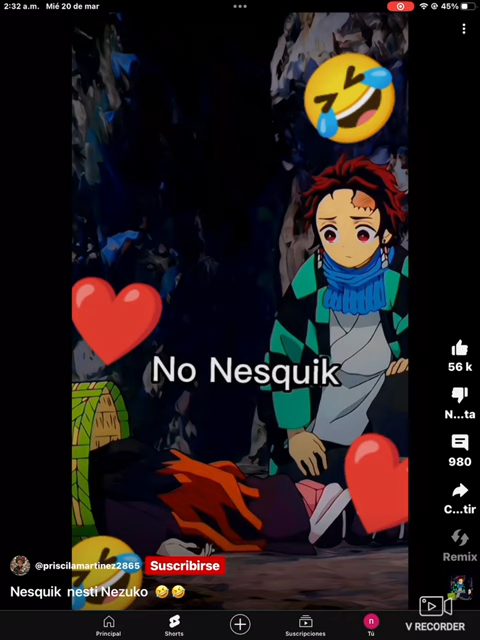 2:32 a.m. Mié 20 de mar
45%
No Nesquik
56 k
N...ta
980
C...tir
Remix
@priscilamartinez2865 Suscribirse
Nesquik nesti Nezuko 🤣🤣
Principal Shorts Suscripciones n Tú
V RECORDER